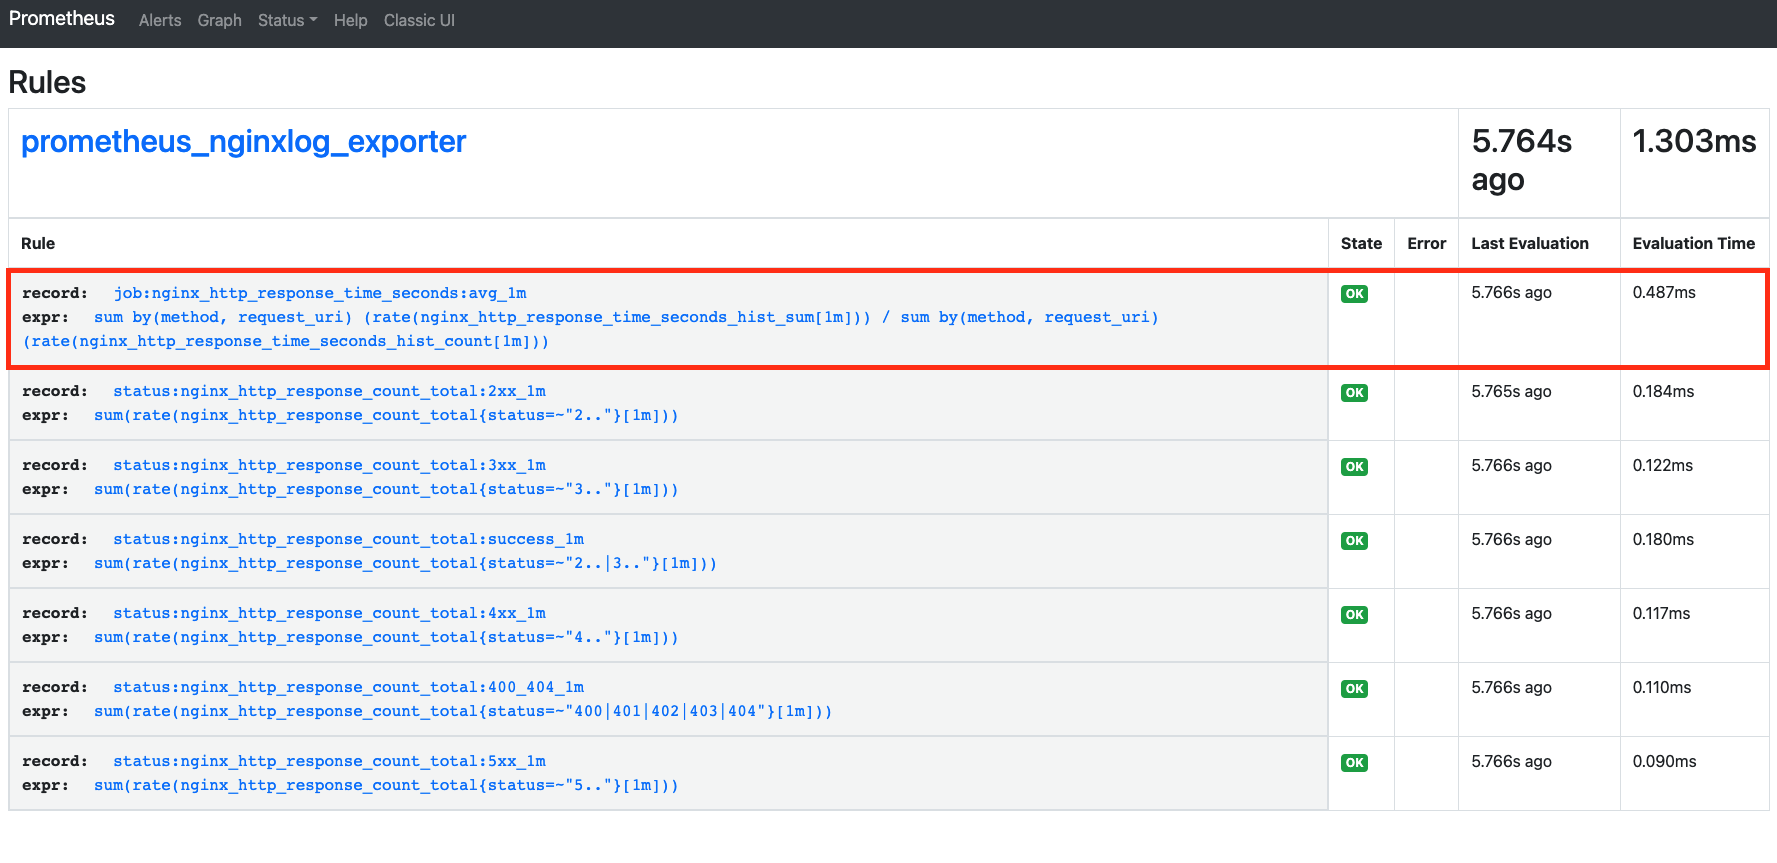 Prometheus Alerts Graph Status Help Classic UI
Rules
prometheus_nginxlog_exporter 5.764s 1.303ms
ago
Rule State Error Last Evaluation Evaluation Time
record: job:nginx_http_response_time_seconds:avg_1m OK 5.766s ago 0.487ms
expr: sum by(method, request_uri) (rate(nginx_http_response_time_seconds_hist_sum[1m])) / sum by(method, request_uri)
(rate(nginx_http_response_time_seconds_hist_count[1m]))
record: status:nginx_http_response_count_total:2xx_1m OK 5.765s ago 0.184ms
expr: sum(rate(nginx_http_response_count_total{status=~"2.."}[1m]))
record: status:nginx_http_response_count_total:3xx_1m OK 5.766s ago 0.122ms
expr: sum(rate(nginx_http_response_count_total{status=~"3.."}[1m]))
record: status:nginx_http_response_count_total:success_1m OK 5.766s ago 0.180ms
expr: sum(rate(nginx_http_response_count_total{status=~"2..|3.."}[1m]))
record: status:nginx_http_response_count_total:4xx_1m OK 5.766s ago 0.117ms
expr: sum(rate(nginx_http_response_count_total{status=~"4.."}[1m]))
record: status:nginx_http_response_count_total:400_404_1m OK 5.766s ago 0.110ms
expr: sum(rate(nginx_http_response_count_total{status=~"400|401|402|403|404"}[1m]))
record: status:nginx_http_response_count_total:5xx_1m OK 5.766s ago 0.090ms
expr: sum(rate(nginx_http_response_count_total{status=~"5.."}[1m]))